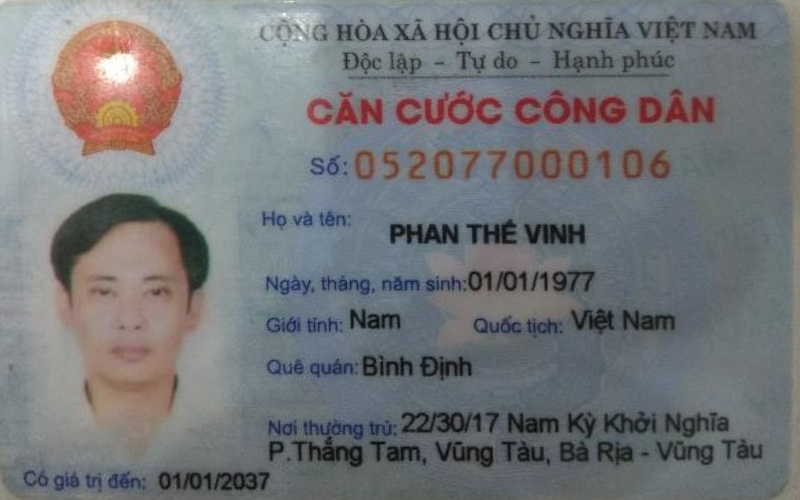 CỘNG HÒA XÃ HỘI CHỦ NGHĨA VIỆT NAM
Độc lập - Tự do - Hạnh phúc
CĂN CƯỚC CÔNG DÂN
Số: 052077000106
Họ và tên: PHAN THẾ VINH
Ngày, tháng, năm sinh: 01/01/1977
Giới tính: Nam Quốc tịch: Việt Nam
Quê quán: Bình Định
Nơi thường trú: 22/30/17 Nam Kỳ Khởi Nghĩa
P.Thắng Tam, Vũng Tàu, Bà Rịa - Vũng Tàu
Có giá trị đến: 01/01/2037